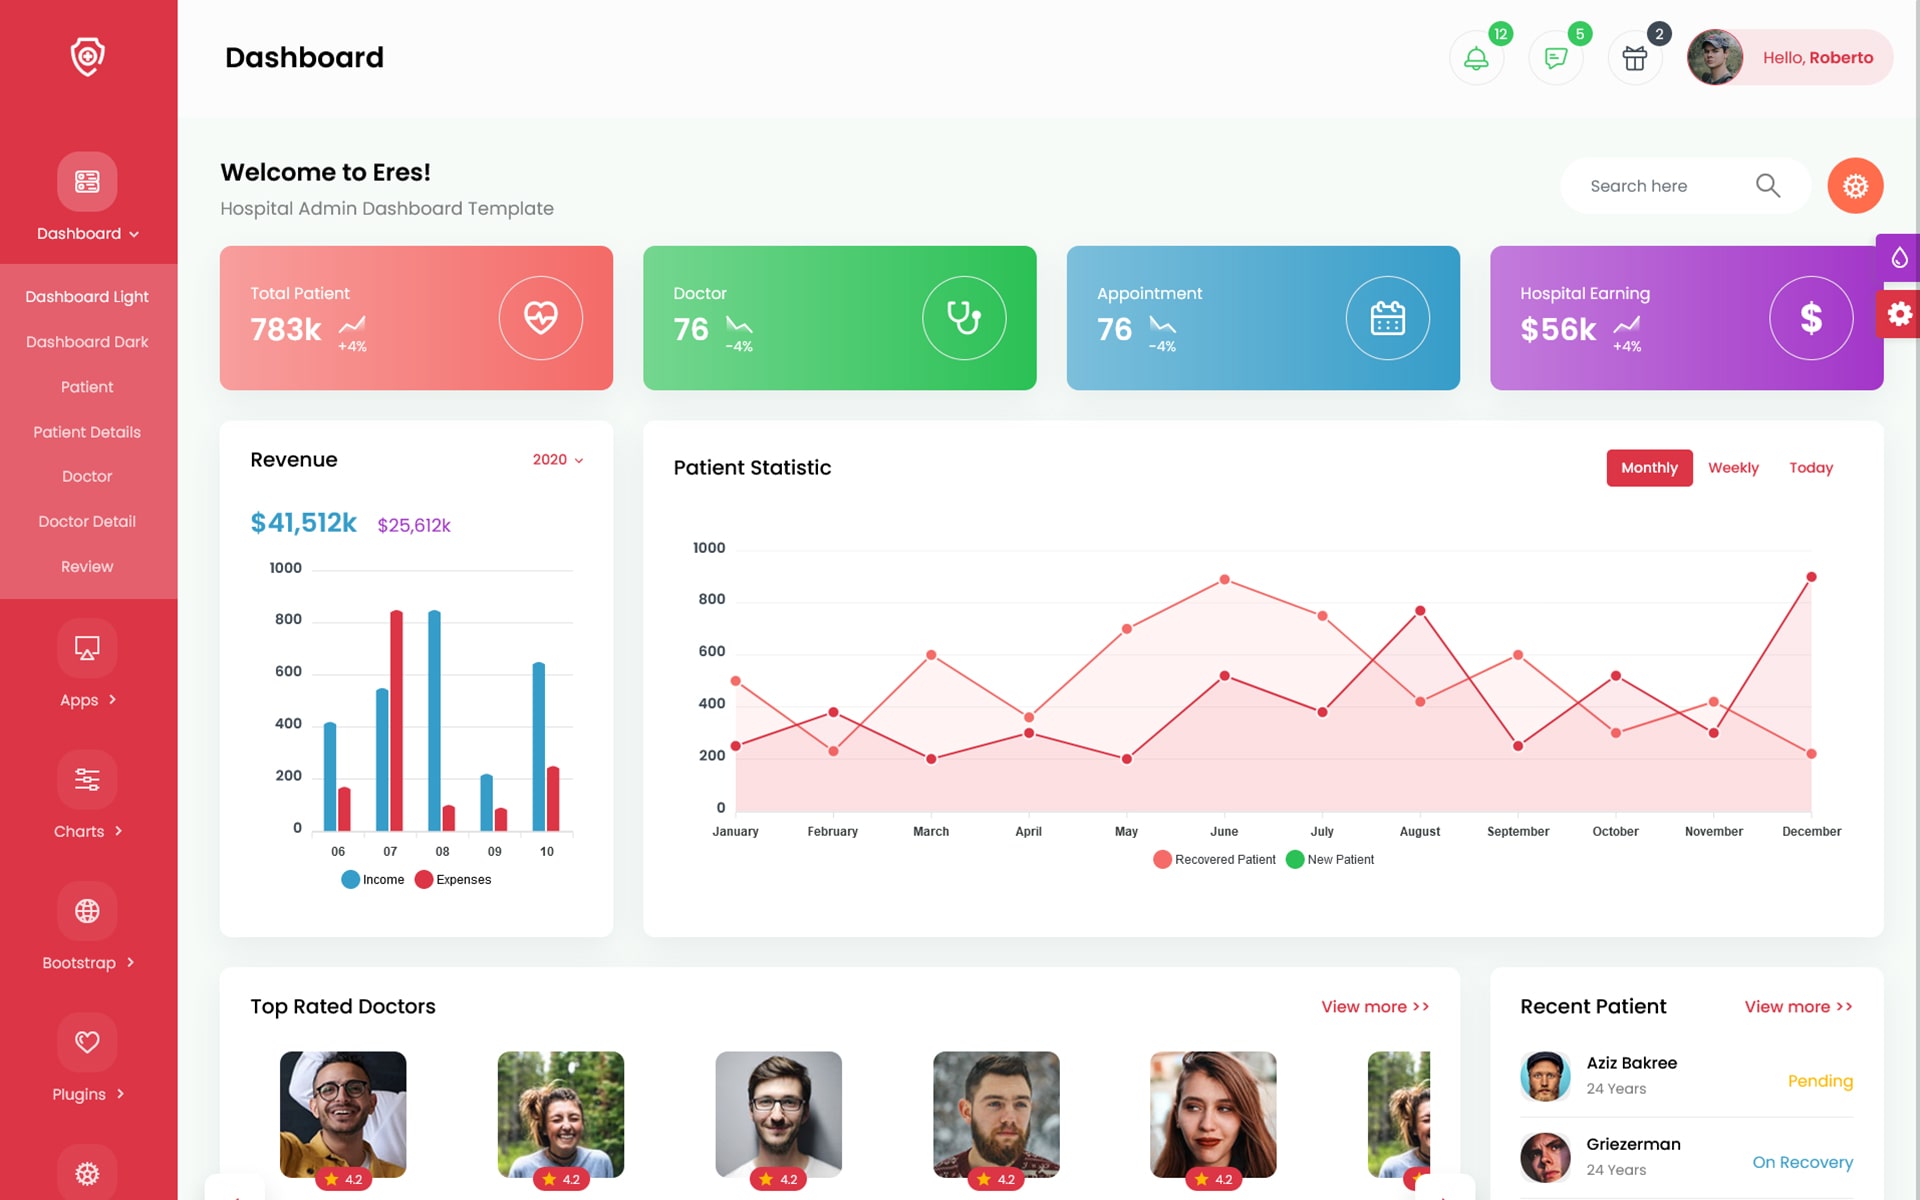 Dashboard
12
5
2
Hello, Roberto
Dashboard
Dashboard Light
Dashboard Dark
Patient
Patient Details
Doctor
Doctor Detail
Review
Apps
Charts
Bootstrap
Plugins
Welcome to Eres!
Hospital Admin Dashboard Template
Search here
Total Patient
783k
+4%
Doctor
76
-4%
Appointment
76
-4%
Hospital Earning
$56k
+4%
$
Revenue
2020
$41,512k $25,612k
1000
800
600
400
200
0
06 07 08 09 10
Income Expenses
Patient Statistic
Monthly Weekly Today
1000
800
600
400
200
0
January February March April May June July August September October November December
Recovered Patient New Patient
Top Rated Doctors
View more >>
4.2 4.2 4.2 4.2 4.2
Recent Patient
View more >>
Aziz Bakree
24 Years
Pending
Griezerman
24 Years
On Recovery